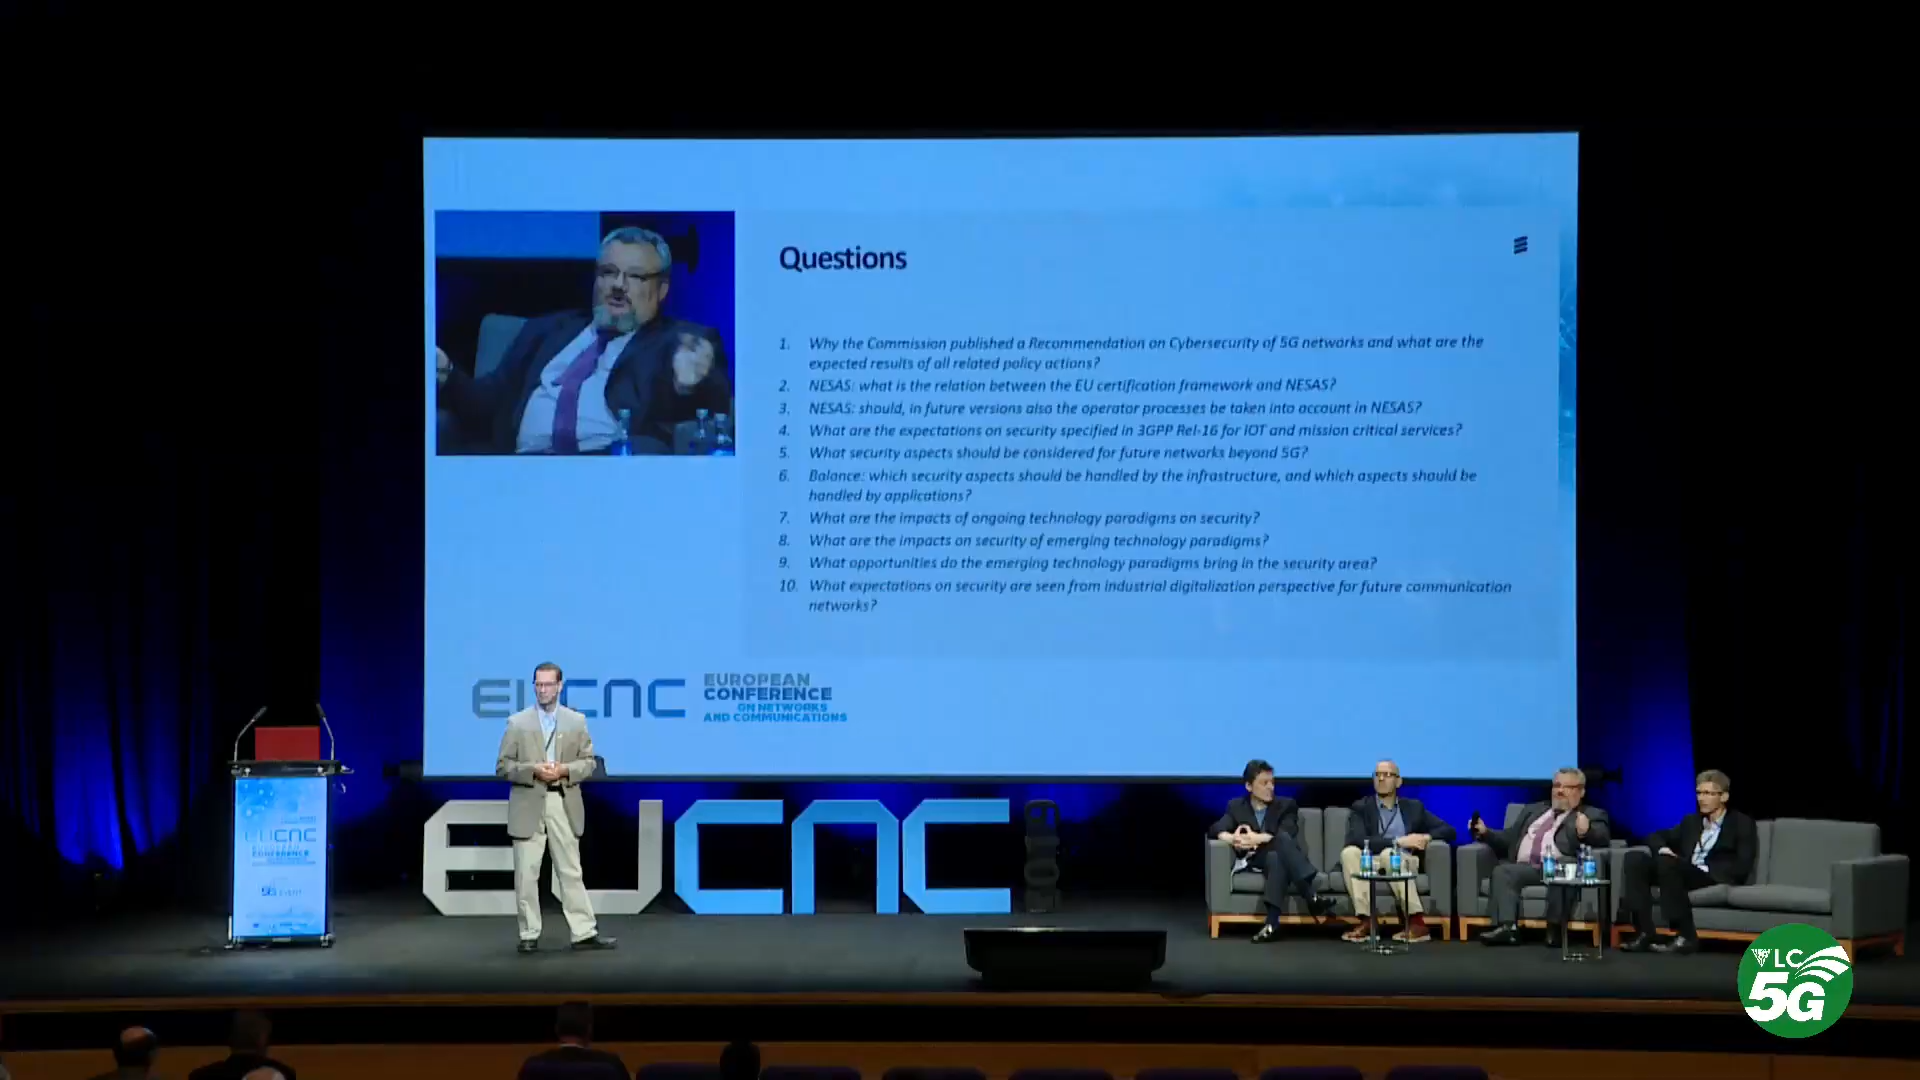 Questions
1. Why the Commission published a Recommendation on Cybersecurity of 5G networks and what are the
expected results of all related policy actions?
2. NESAS: what is the relation between the EU certification framework and NESAS?
3. NESAS: should, in future versions also the operator processes be taken into account in NESAS?
4. What are the expectations on security specified in 3GPP Rel-16 for IOT and mission critical services?
5. What security aspects should be considered for future networks beyond 5G?
6. Balance: which security aspects should be handled by the infrastructure, and which aspects should be
handled by applications?
7. What are the impacts of ongoing technology paradigms on security?
8. What are the impacts on security of emerging technology paradigms?
9. What opportunities do the emerging technology paradigms bring in the security area?
10. What expectations on security are seen from industrial digitalization perspective for future communication
networks?
EUCNC
EUROPEAN
CONFERENCE
ON NETWORKS
AND COMMUNICATIONS
EUCNC
EUCNC
CONFERENCE
VLC
5G